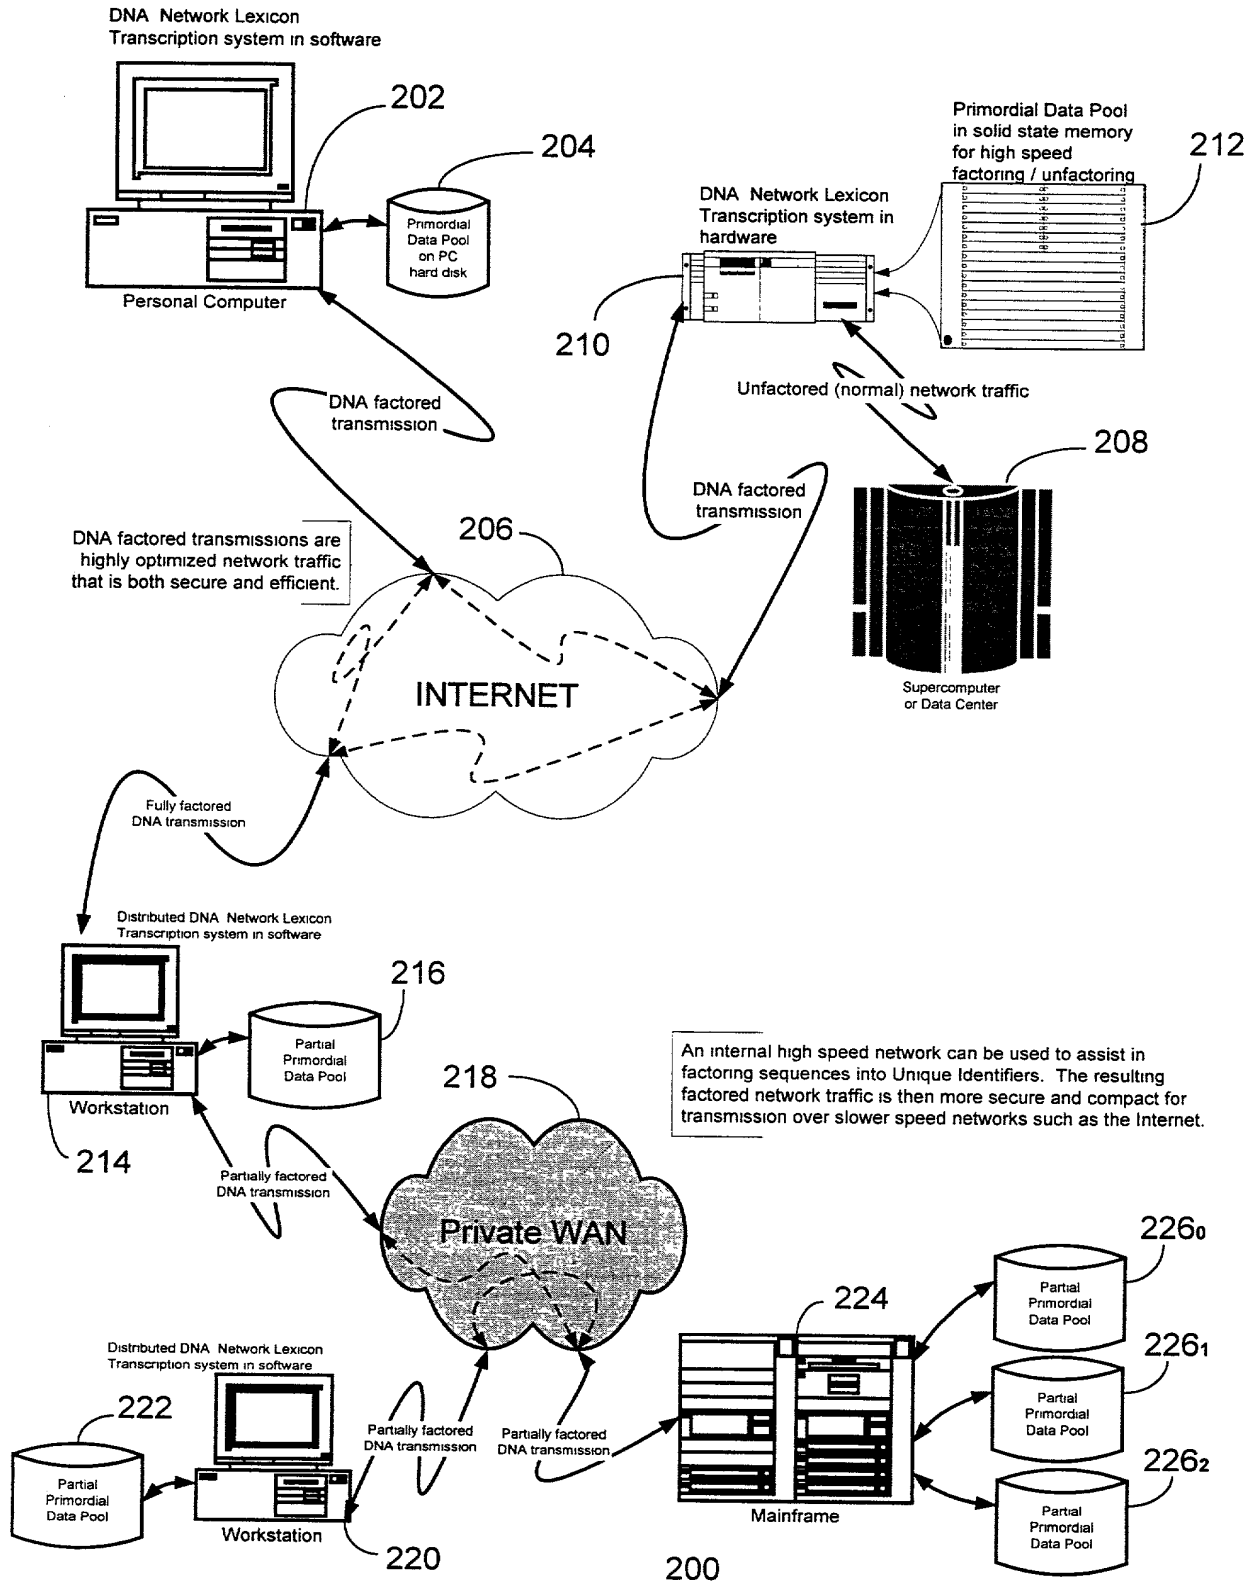 DNA Network Lexicon
Transcription system in software
202
204
Primordial
Data Pool
on PC
hard disk
Personal Computer
Primordial Data Pool
in solid state memory
for high speed
factoring / unfactoring
212
DNA Network Lexicon
Transcription system in
hardware
210
Unfactored (normal) network traffic
DNA factored
transmission
208
DNA factored
transmission
206
DNA factored transmissions are
highly optimized network traffic
that is both secure and efficient.
INTERNET
Supercomputer
or Data Center
Fully factored
DNA transmission
Distributed DNA Network Lexicon
Transcription system in software
216
Partial
Primordial
Data Pool
Workstation
214
218
An internal high speed network can be used to assist in
factoring sequences into Unique Identifiers. The resulting
factored network traffic is then more secure and compact for
transmission over slower speed networks such as the Internet.
Partially factored
DNA transmission
Private WAN
226₀
Partial
Primordial
Data Pool
224
226₁
Partial
Primordial
Data Pool
226₂
Partial
Primordial
Data Pool
Distributed DNA Network Lexicon
Transcription system in software
222
Partial
Primordial
Data Pool
Partially factored
DNA transmission
Partially factored
DNA transmission
Mainframe
Workstation
220
200